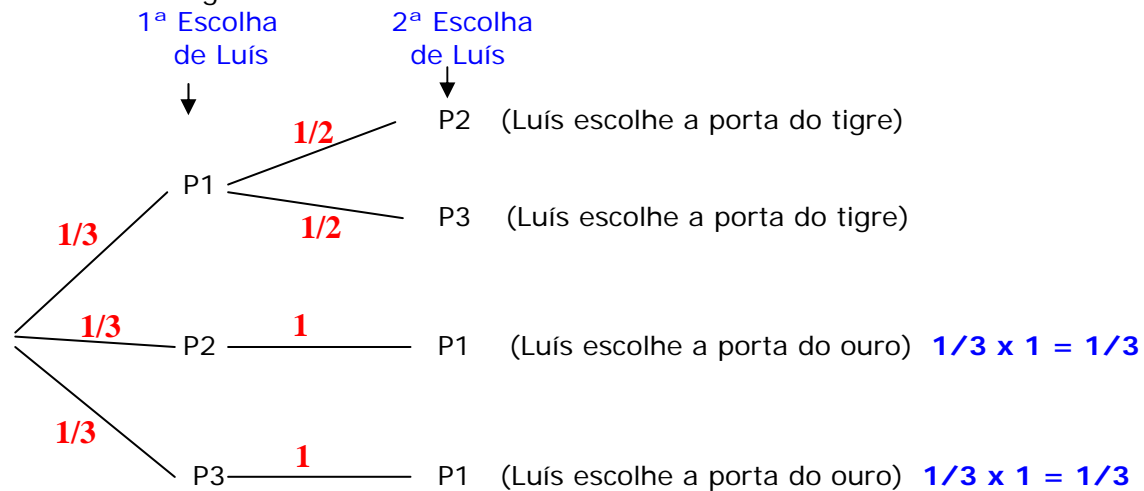 1ª Escolha de Luís
2ª Escolha de Luís
1/2 P2 (Luís escolhe a porta do tigre)
P1
1/2 P3 (Luís escolhe a porta do tigre)
1/3
1/3 P2 1 P1 (Luís escolhe a porta do ouro) 1/3 x 1 = 1/3
1/3 P3 1 P1 (Luís escolhe a porta do ouro) 1/3 x 1 = 1/3